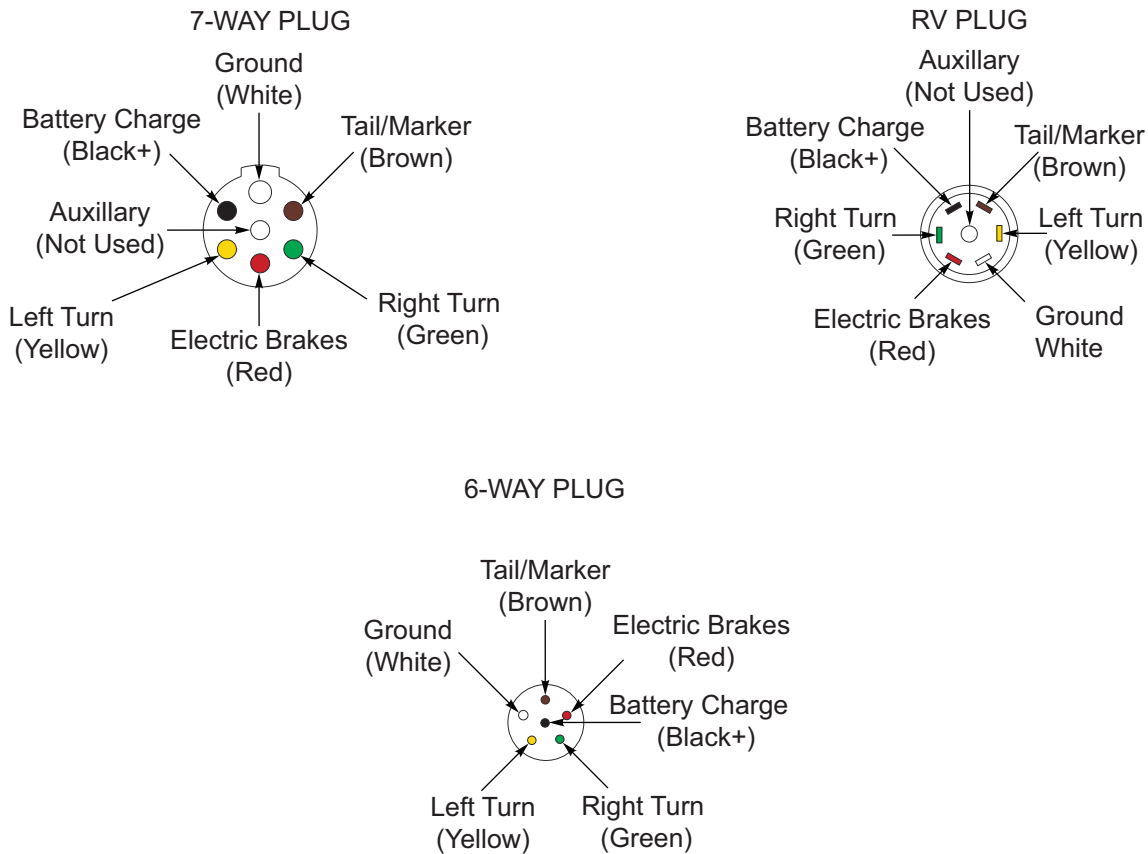 7-WAY PLUG
Ground
(White)
Battery Charge
(Black+)
Tail/Marker
(Brown)
Auxillary
(Not Used)
Left Turn
(Yellow)
Electric Brakes
(Red)
Right Turn
(Green)
RV PLUG
Auxillary
(Not Used)
Battery Charge
(Black+)
Tail/Marker
(Brown)
Right Turn
(Green)
Left Turn
(Yellow)
Electric Brakes
(Red)
Ground
White
6-WAY PLUG
Tail/Marker
(Brown)
Ground
(White)
Electric Brakes
(Red)
Battery Charge
(Black+)
Left Turn
(Yellow)
Right Turn
(Green)